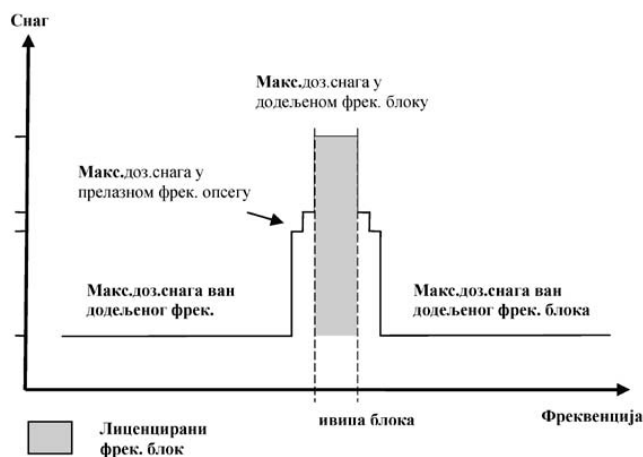 Снаг
Макс.доз.снага у
додељеном фрек. блоку
Макс.доз.снага у
прелазном фрек. опсегу
Макс.доз.снага ван
додељеног фрек.
Макс.доз.снага ван
додељеног фрек. блока
ивица блока
Фреквенција
Лиценцирани
фрек. блок